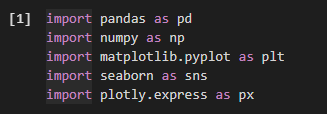 [1] import pandas as pd
import numpy as np
import matplotlib.pyplot as plt
import seaborn as sns
import plotly.express as px